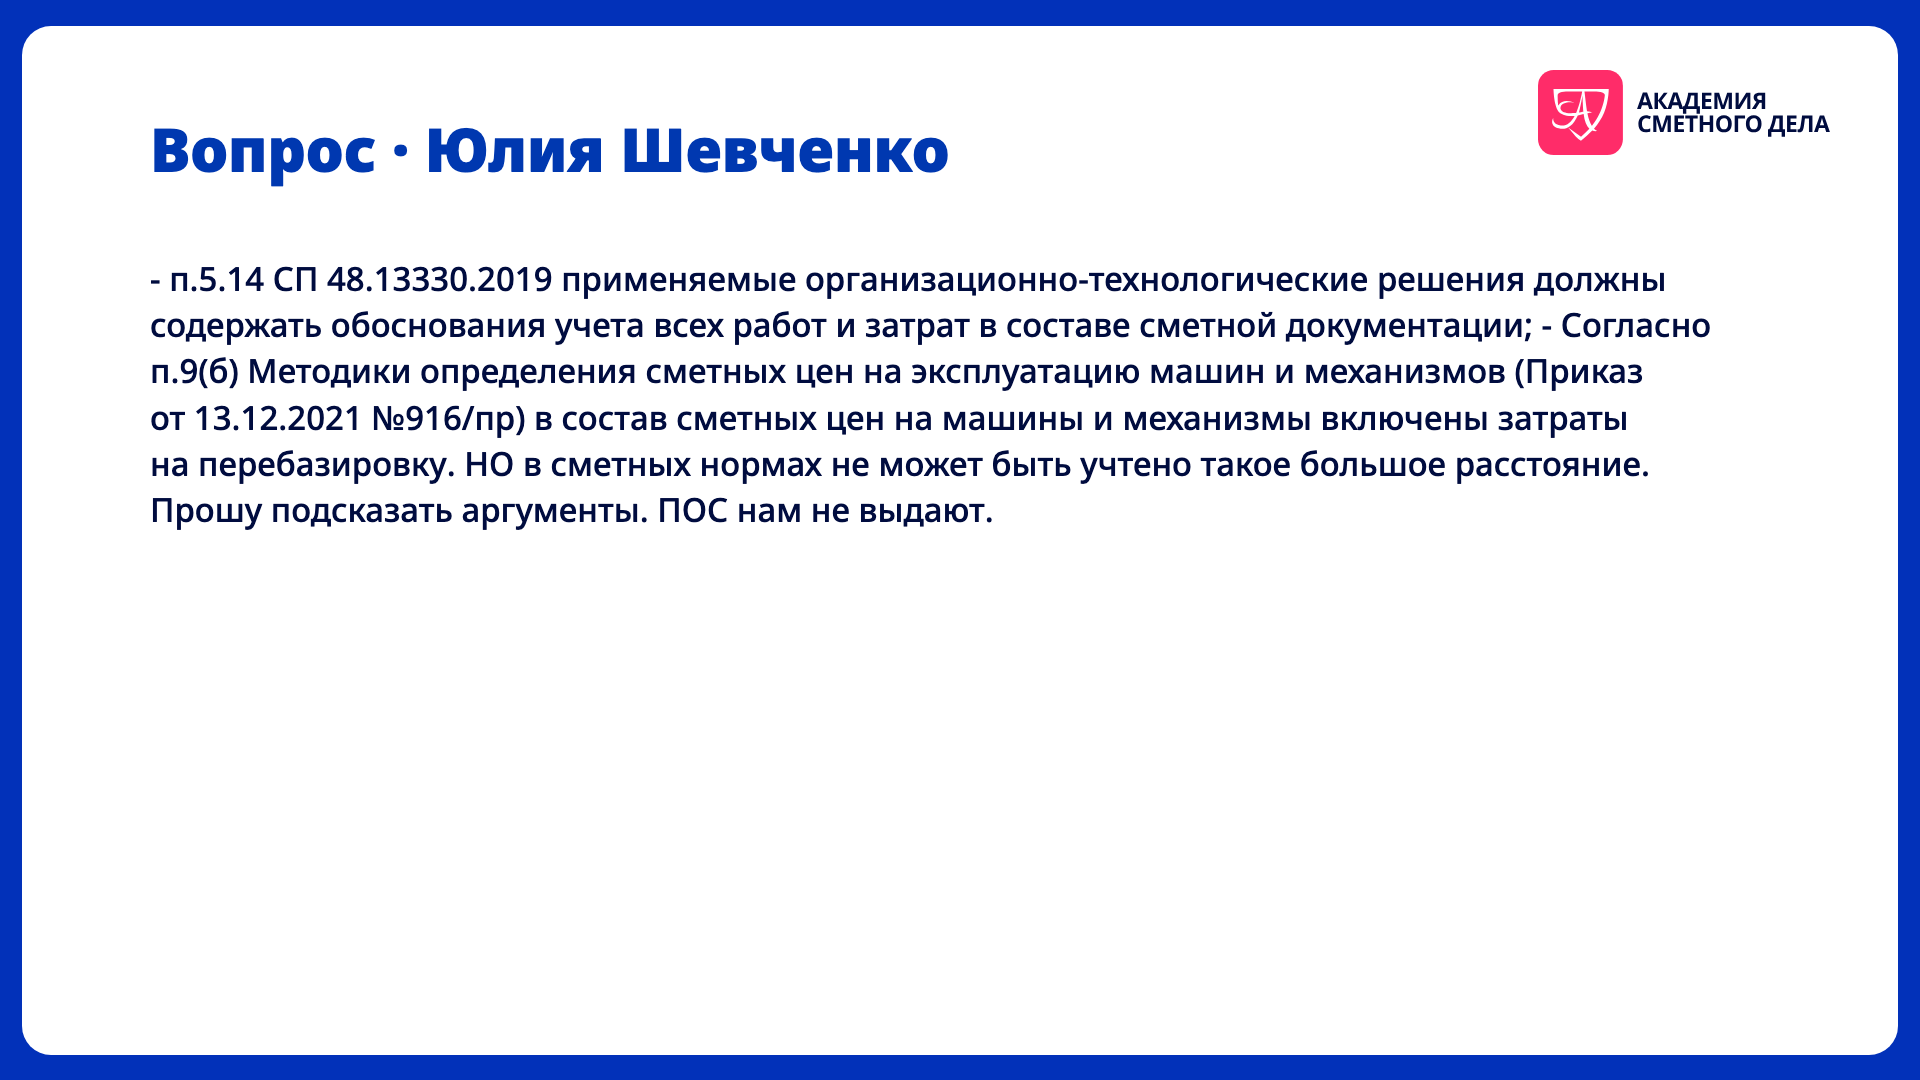 АКАДЕМИЯ
СМЕТНОГО ДЕЛА
Вопрос · Юлия Шевченко
- п.5.14 СП 48.13330.2019 применяемые организационно-технологические решения должны
содержать обоснования учета всех работ и затрат в составе сметной документации; - Согласно
п.9(б) Методики определения сметных цен на эксплуатацию машин и механизмов (Приказ
от 13.12.2021 №916/пр) в состав сметных цен на машины и механизмы включены затраты
на перебазировку. НО в сметных нормах не может быть учтено такое большое расстояние.
Прошу подсказать аргументы. ПОС нам не выдают.